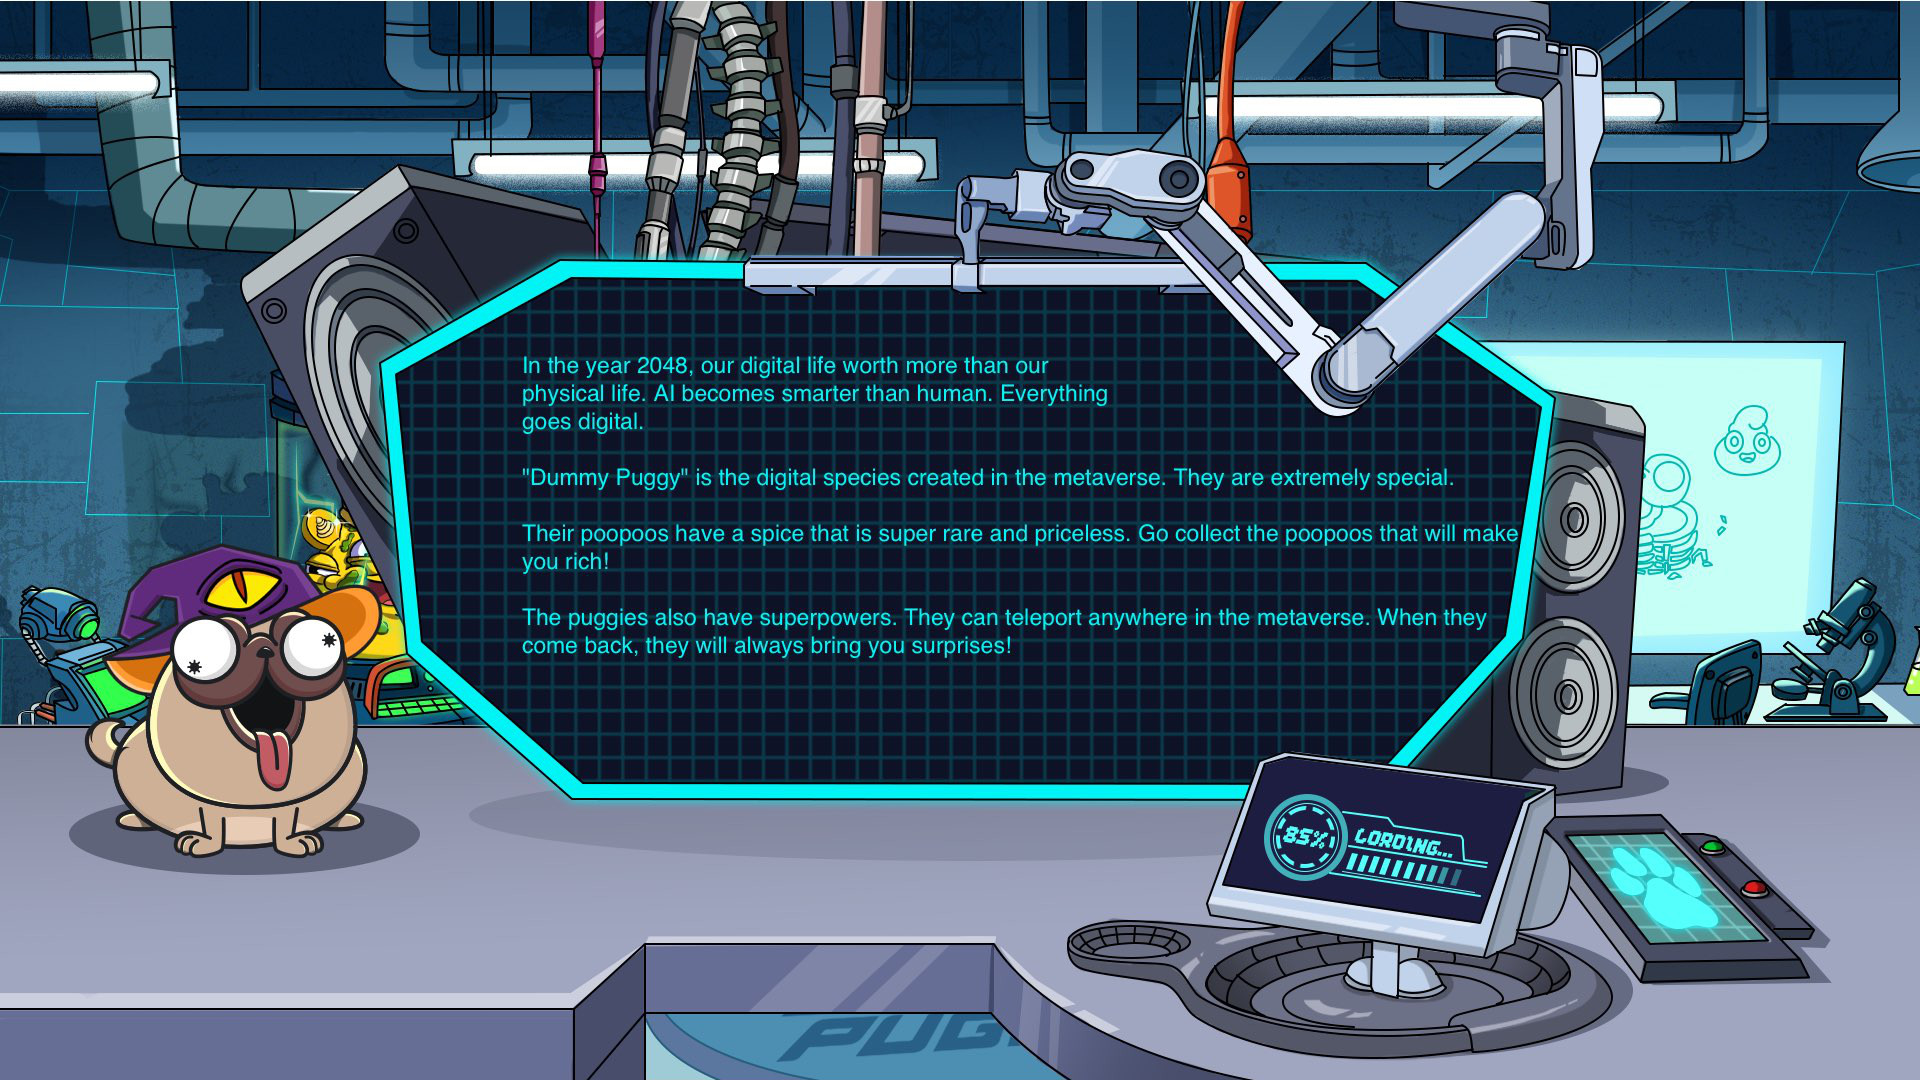 In the year 2048, our digital life worth more than our
physical life. AI becomes smarter than human. Everything
goes digital.
"Dummy Puggy" is the digital species created in the metaverse. They are extremely special.
Their poopoos have a spice that is super rare and priceless. Go collect the poopoos that will make
you rich!
The puggies also have superpowers. They can teleport anywhere in the metaverse. When they
come back, they will always bring you surprises!
85%
LORDING...
PUG